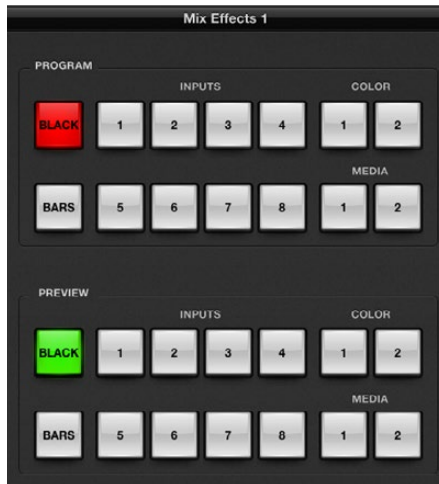 Mix Effects 1
PROGRAM
INPUTS COLOR
BLACK 1 2 3 4 1 2
MEDIA
BARS 5 6 7 8 1 2
PREVIEW
INPUTS COLOR
BLACK 1 2 3 4 1 2
MEDIA
BARS 5 6 7 8 1 2